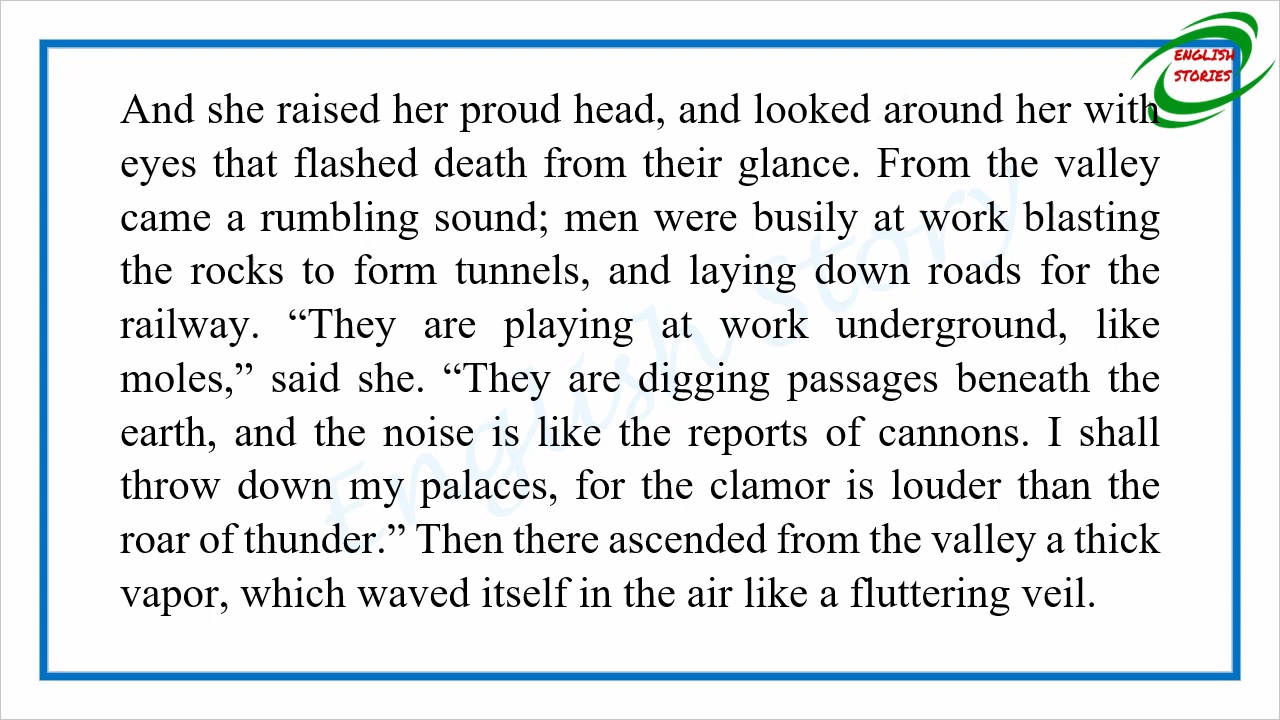 ENGLISH
STORIES
And she raised her proud head, and looked around her with
eyes that flashed death from their glance. From the valley
came a rumbling sound; men were busily at work blasting
the rocks to form tunnels, and laying down roads for the
railway. “They are playing at work underground, like
moles,” said she. “They are digging passages beneath the
earth, and the noise is like the reports of cannons. I shall
throw down my palaces, for the clamor is louder than the
roar of thunder.” Then there ascended from the valley a thick
vapor, which waved itself in the air like a fluttering veil.
English Story